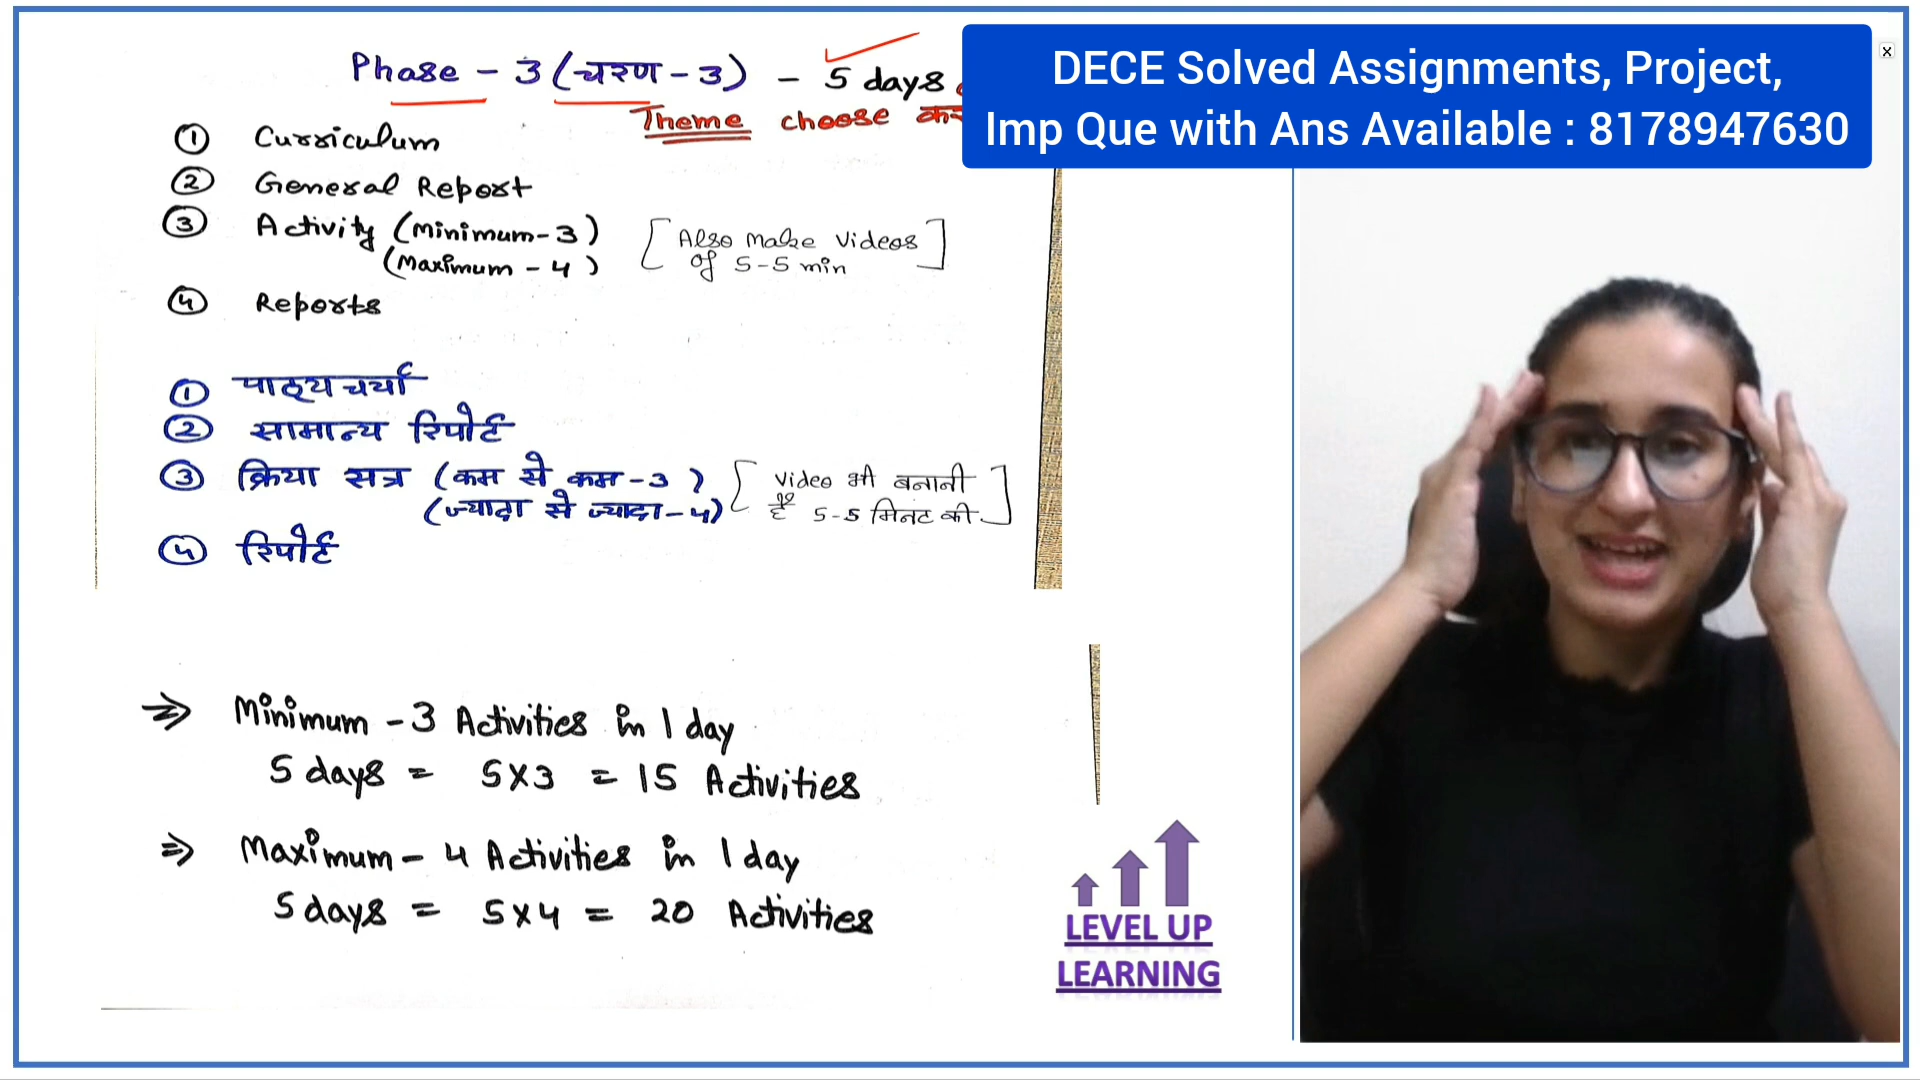 Phase - 3 (चरण - 3) - 5 days
Theme choose
DECE Solved Assignments, Project,
Imp Que with Ans Available : 8178947630
x
① Curriculum
② General Report
③ Activity (Minimum - 3)
(Maximum - 4)
[Also make videos
of 5-5 min]
④ Reports
① पाठ्यचर्या
② सामान्य रिपोर्ट
③ क्रिया सत्र (कम से कम - 3)
(ज्यादा से ज्यादा - 4)
[Video भी बनानी
है 5-5 मिनट की.]
④ रिपोर्ट
⇒ Minimum - 3 Activities in 1 day
5 days = 5x3 = 15 Activities
⇒ Maximum - 4 Activities in 1 day
5 days = 5x4 = 20 Activities
LEVEL UP
LEARNING